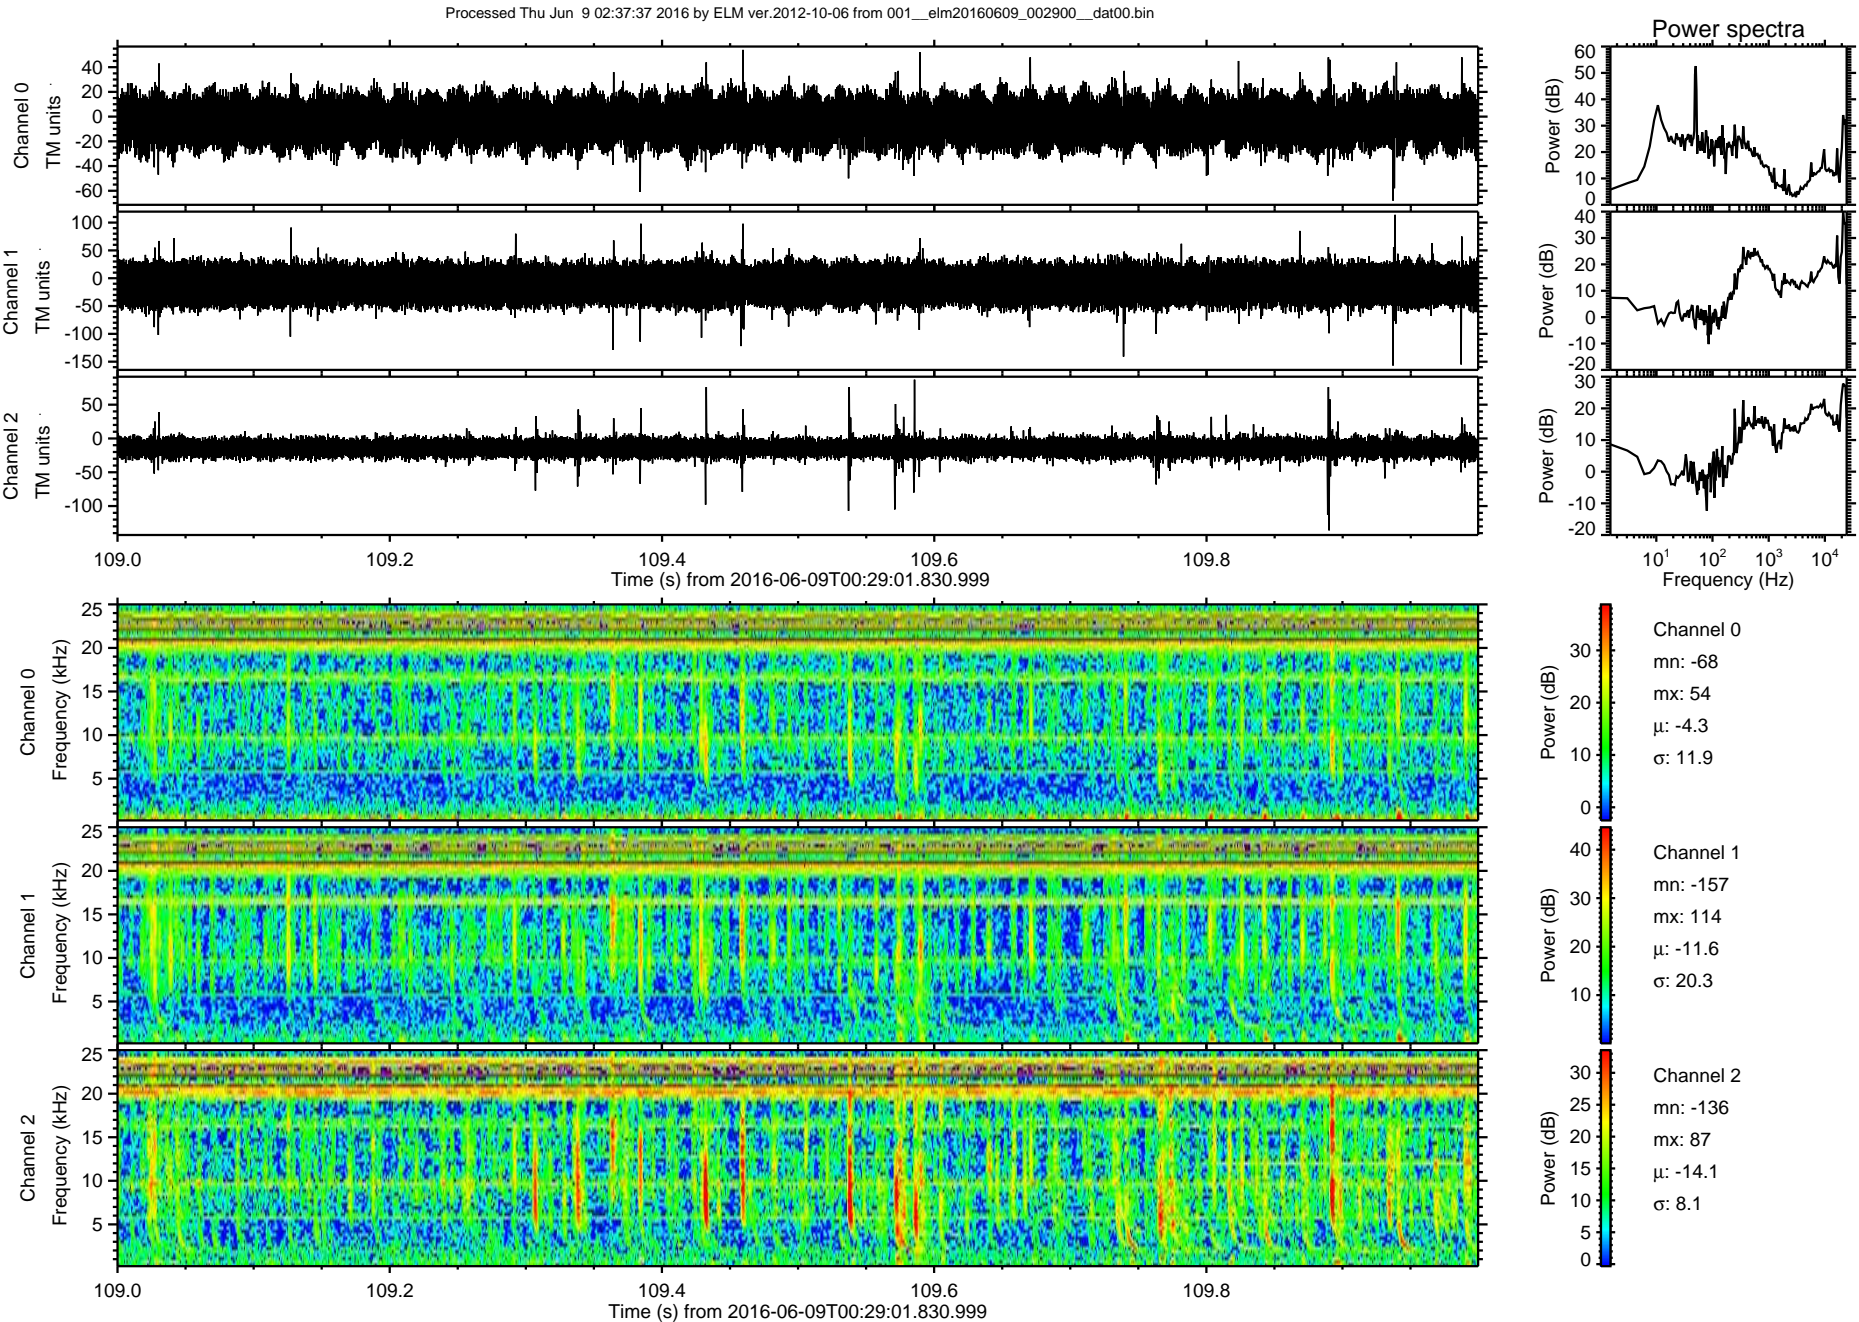 Processed Thu Jun  9 02:37:37 2016 by ELM ver.2012-10-06 from 001__elm20160609_002900__dat00.bin
Power spectra
Channel 0
TM units
40
20
0
-20
-40
-60
Power (dB)
60
50
40
30
20
10
0
Channel 1
TM units
100
50
0
-50
-100
-150
Power (dB)
40
30
20
10
0
-10
-20
Channel 2
TM units
50
0
-50
-100
Power (dB)
30
20
10
0
-10
-20
109.0 109.2 109.4 109.6 109.8
Time (s) from 2016-06-09T00:29:01.830.999
10¹ 10² 10³ 10⁴
Frequency (Hz)
Channel 0
Frequency (kHz)
25
20
15
10
5
Power (dB)
30
20
10
0
Channel 0
mn: -68
mx: 54
µ: -4.3
σ: 11.9
Channel 1
Frequency (kHz)
25
20
15
10
5
Power (dB)
40
30
20
10
Channel 1
mn: -157
mx: 114
µ: -11.6
σ: 20.3
Channel 2
Frequency (kHz)
25
20
15
10
5
Power (dB)
30
25
20
15
10
5
0
Channel 2
mn: -136
mx: 87
µ: -14.1
σ: 8.1
109.0 109.2 109.4 109.6 109.8
Time (s) from 2016-06-09T00:29:01.830.999